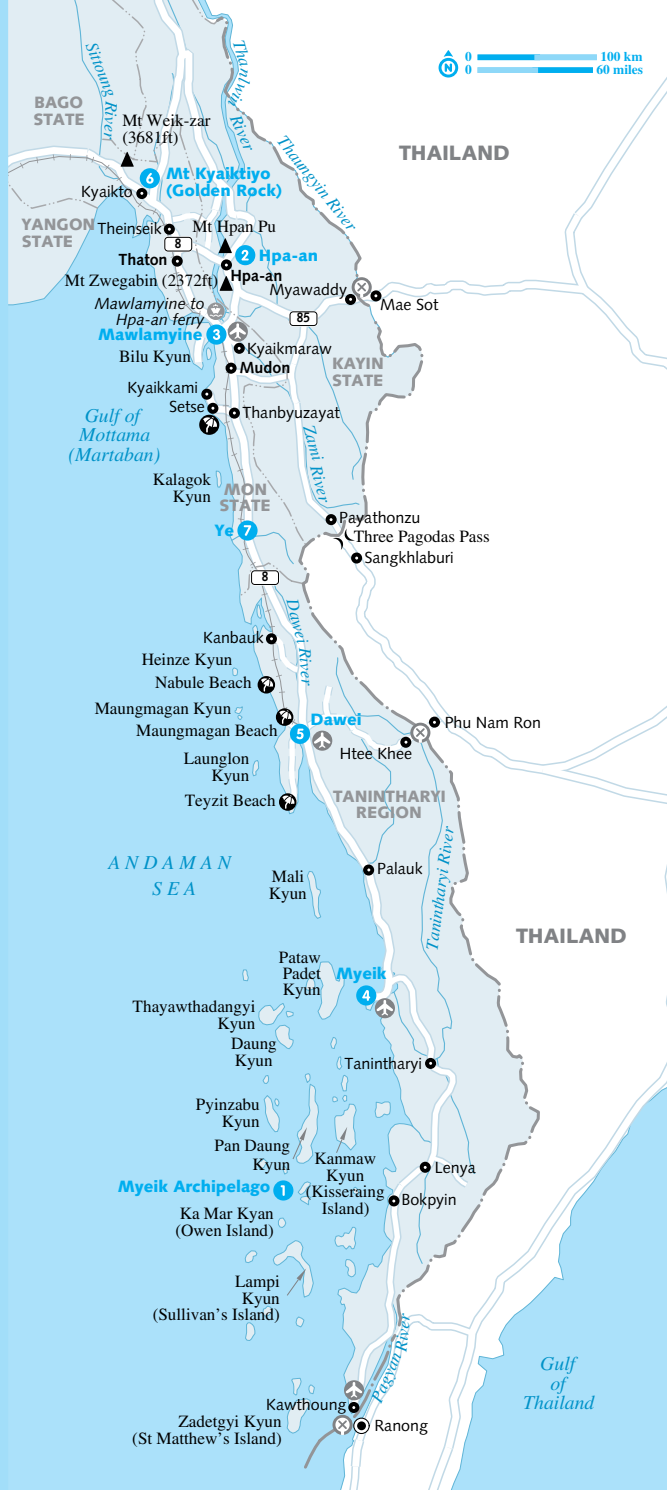 0 100 km
N
0 60 miles
Sittoung River
Thanlwin River
BAGO
STATE
Mt Weik-zar
(3681ft)
Thaungyin River
THAILAND
6 Mt Kyaiktiyo
(Golden Rock)
Kyaikto
YANGON
STATE
Theinseik
Mt Hpan Pu
8
Thaton
2 Hpa-an
Hpa-an
Mt Zwegabin (2372ft)
Myawaddy
Mae Sot
Mawlamyine to
Hpa-an ferry
85
Mawlamyine 3
Kyaikmaraw
Bilu Kyun
KAYIN
STATE
Mudon
Kyaikkami
Setse
Thanbyuzayat
Gulf of
Mottama
(Martaban)
Zami River
Kalagok
Kyun
MON
STATE
Payathonzu
Ye 7
Three Pagodas Pass
Sangkhlaburi
8
Dawei River
Kanbauk
Heinze Kyun
Nabule Beach
Maungmagan Kyun
Dawei
5
Phu Nam Ron
Maungmagan Beach
Htee Khee
Launglon
Kyun
Teyzit Beach
TANINTHARYI
REGION
Tanintharyi River
ANDAMAN
SEA
Palauk
Mali
Kyun
THAILAND
Pataw
Padet
Kyun
Myeik
4
Thayawthadangyi
Kyun
Daung
Kyun
Tanintharyi
Pyinzabu
Kyun
Pan Daung
Kyun
Kanmaw
Kyun
(Kisseraing
Island)
Lenya
Myeik Archipelago 1
Bokpyin
Ka Mar Kyan
(Owen Island)
Lampi
Kyun
(Sullivan's Island)
Pagyan River
Gulf
of
Thailand
Kawthoung
Zadetgyi Kyun
(St Matthew's Island)
Ranong